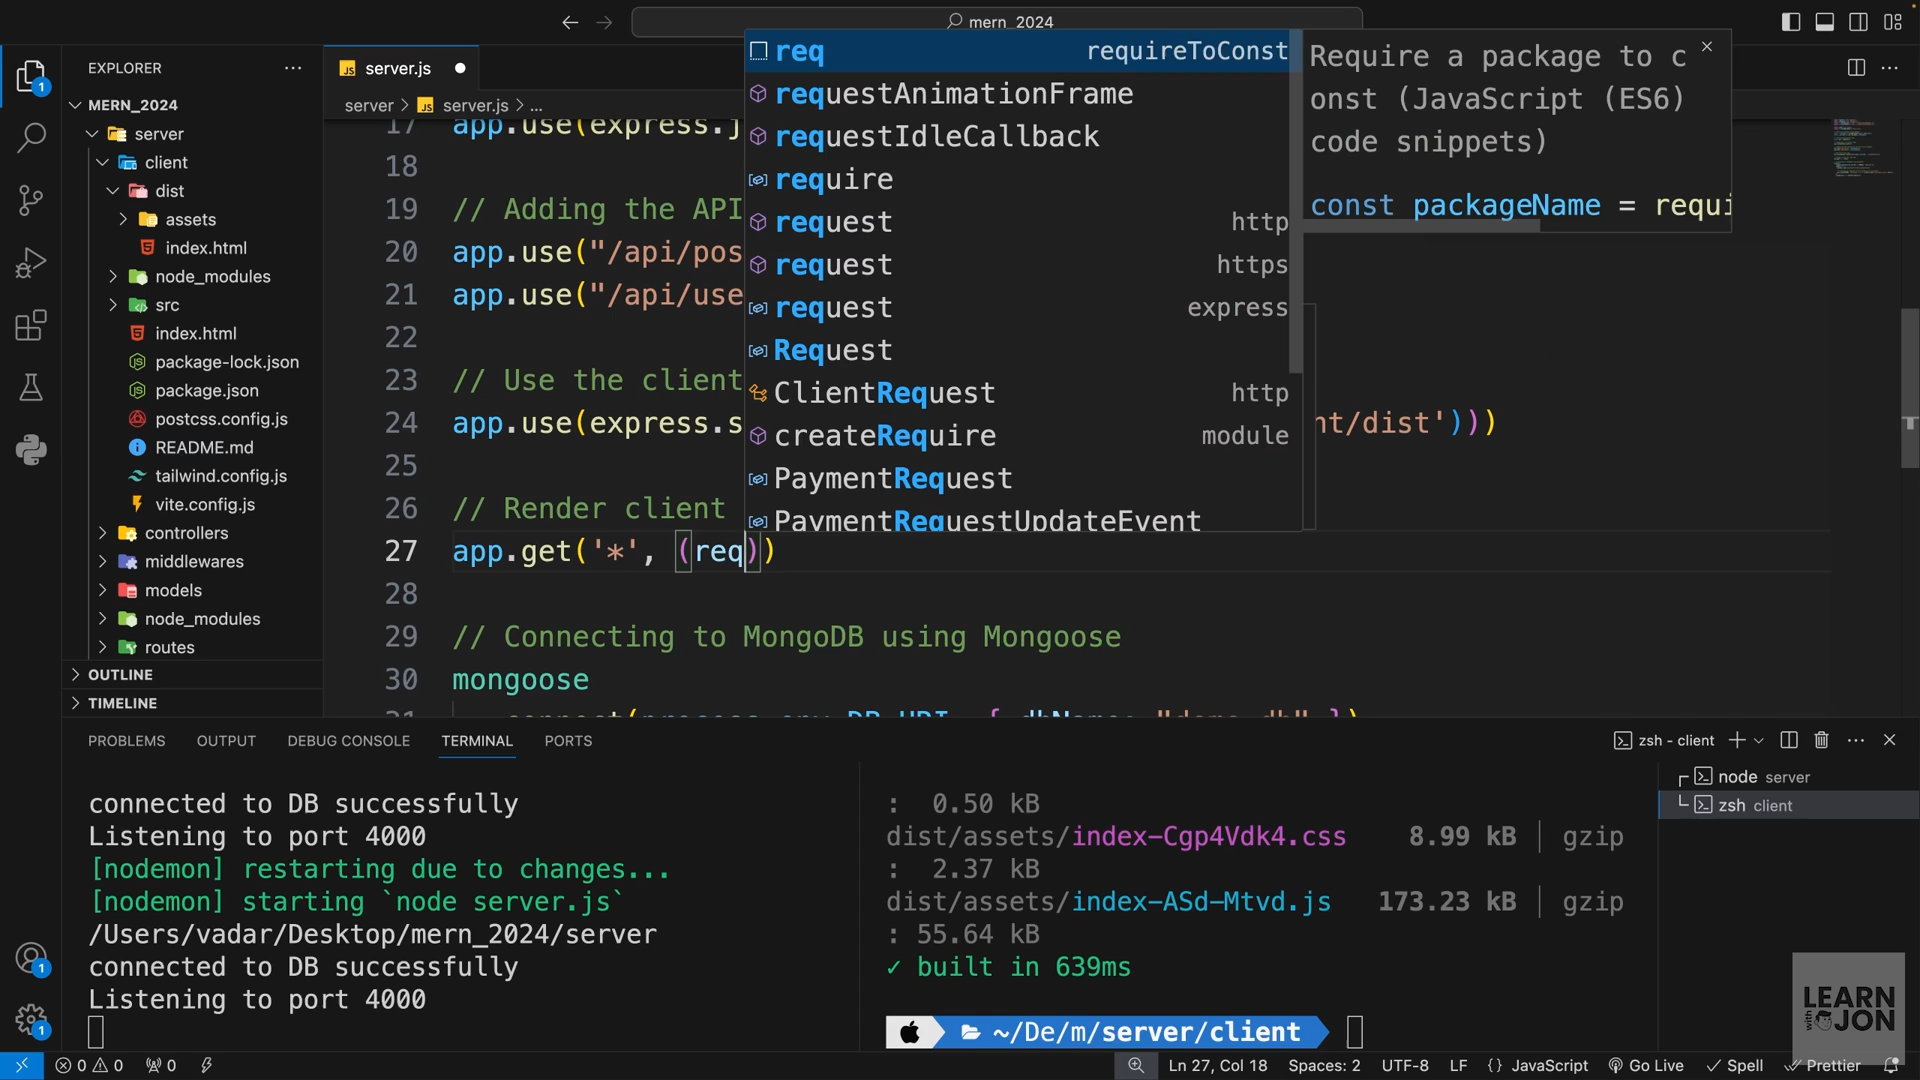 mern_2024
EXPLORER
MERN_2024
server
client
dist
assets
index.html
node_modules
src
index.html
package-lock.json
package.json
postcss.config.js
README.md
tailwind.config.js
vite.config.js
controllers
middlewares
models
node_modules
routes
OUTLINE
TIMELINE
server.js
server > server.js > ...
17 app.use(express.j
18
19 // Adding the API
20 app.use("/api/pos
21 app.use("/api/use
22
23 // Use the client
24 app.use(express.s nt/dist')))
25
26 // Render client
27 app.get('*', (req))
28
29 // Connecting to MongoDB using Mongoose
30 mongoose
req requireToConst
requestAnimationFrame
requestIdleCallback
require
request http
request https
request express
Request
ClientRequest http
createRequire module
PaymentRequest
PaymentRequestUpdateEvent
Require a package to c
onst (JavaScript (ES6)
code snippets)
const packageName = requi
PROBLEMS OUTPUT DEBUG CONSOLE TERMINAL PORTS
zsh - client
connected to DB successfully
Listening to port 4000
[nodemon] restarting due to changes...
[nodemon] starting `node server.js`
/Users/vadar/Desktop/mern_2024/server
connected to DB successfully
Listening to port 4000
: 0.50 kB
dist/assets/index-Cgp4Vdk4.css 8.99 kB │ gzip
: 2.37 kB
dist/assets/index-ASd-Mtvd.js 173.23 kB │ gzip
: 55.64 kB
✓ built in 639ms
~/De/m/server/client
node server
zsh client
LEARN
with
JON
0 0 0 Ln 27, Col 18 Spaces: 2 UTF-8 LF {} JavaScript Go Live Spell Prettier